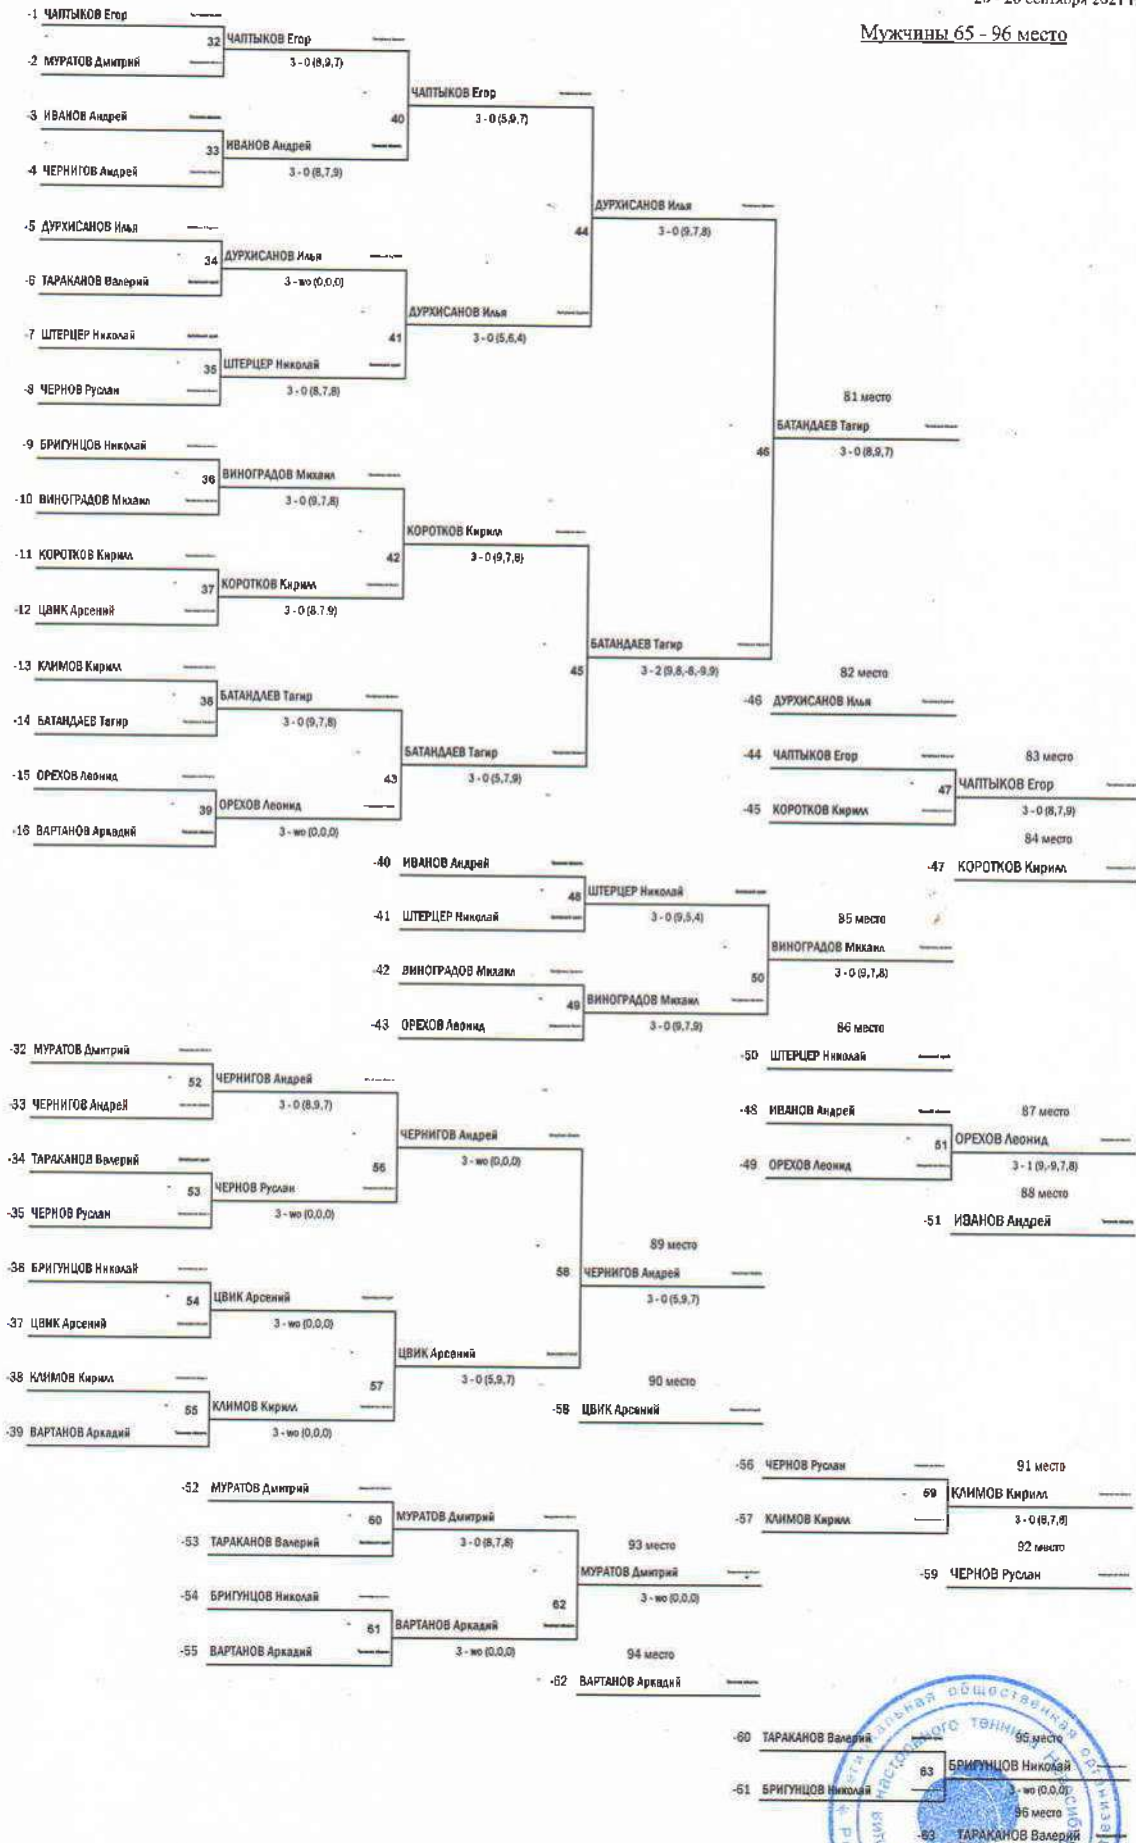 Мужчины 65 - 96 место
-1 ЧАПТЫКОВ Егор
32 ЧАПТЫКОВ Егор
-2 МУРАТОВ Дмитрий
3 - 0 (8,9,7)
ЧАПТЫКОВ Егор
-3 ИВАНОВ Андрей
40
3 - 0 (5,9,7)
33 ИВАНОВ Андрей
-4 ЧЕРНИГОВ Андрей
3 - 0 (8,7,9)
ДУРХИСАНОВ Илья
-5 ДУРХИСАНОВ Илья
44
3 - 0 (9,7,8)
34 ДУРХИСАНОВ Илья
-6 ТАРАКАНОВ Валерий
3 - wo (0,0,0)
ДУРХИСАНОВ Илья
-7 ШТЕРЦЕР Николай
41
3 - 0 (5,6,4)
35 ШТЕРЦЕР Николай
-8 ЧЕРНОВ Руслан
3 - 0 (8,7,8)
81 место
БАТАНДАЕВ Тагир
-9 БРИГУНЦОВ Николай
46
3 - 0 (8,9,7)
36 ВИНОГРАДОВ Михаил
-10 ВИНОГРАДОВ Михаил
3 - 0 (9,7,8)
КОРОТКОВ Кирилл
-11 КОРОТКОВ Кирилл
42
3 - 0 (9,7,8)
37 КОРОТКОВ Кирилл
-12 ЦВИК Арсений
3 - 0 (8,7,9)
БАТАНДАЕВ Тагир
-13 КЛИМОВ Кирилл
45
3 - 2 (9,8,-8,-9,9)
82 место
38 БАТАНДАЕВ Тагир
-46 ДУРХИСАНОВ Илья
-14 БАТАНДАЕВ Тагир
3 - 0 (9,7,8)
БАТАНДАЕВ Тагир
-44 ЧАПТЫКОВ Егор
83 место
-15 ОРЕХОВ Леонид
43
3 - 0 (5,7,9)
47 ЧАПТЫКОВ Егор
39 ОРЕХОВ Леонид
-45 КОРОТКОВ Кирилл
3 - 0 (8,7,9)
-16 ВАРТАНОВ Аркадий
3 - wo (0,0,0)
84 место
-40 ИВАНОВ Андрей
-47 КОРОТКОВ Кирилл
48 ШТЕРЦЕР Николай
-41 ШТЕРЦЕР Николай
3 - 0 (9,5,4)
85 место
ВИНОГРАДОВ Михаил
-42 ВИНОГРАДОВ Михаил
50
3 - 0 (9,7,8)
49 ВИНОГРАДОВ Михаил
-43 ОРЕХОВ Леонид
3 - 0 (9,7,9)
86 место
-32 МУРАТОВ Дмитрий
-50 ШТЕРЦЕР Николай
52 ЧЕРНИГОВ Андрей
-33 ЧЕРНИГОВ Андрей
3 - 0 (8,9,7)
-48 ИВАНОВ Андрей
87 место
ЧЕРНИГОВ Андрей
51 ОРЕХОВ Леонид
-34 ТАРАКАНОВ Валерий
56
3 - wo (0,0,0)
-49 ОРЕХОВ Леонид
3 - 1 (9,-9,7,8)
53 ЧЕРНОВ Руслан
88 место
-35 ЧЕРНОВ Руслан
3 - wo (0,0,0)
-51 ИВАНОВ Андрей
89 место
-36 БРИГУНЦОВ Николай
58 ЧЕРНИГОВ Андрей
54 ЦВИК Арсений
3 - 0 (5,9,7)
-37 ЦВИК Арсений
3 - wo (0,0,0)
ЦВИК Арсений
-38 КЛИМОВ Кирилл
57
3 - 0 (5,9,7)
90 место
55 КЛИМОВ Кирилл
-58 ЦВИК Арсений
-39 ВАРТАНОВ Аркадий
3 - wo (0,0,0)
-56 ЧЕРНОВ Руслан
91 место
-52 МУРАТОВ Дмитрий
59 КЛИМОВ Кирилл
60 МУРАТОВ Дмитрий
-57 КЛИМОВ Кирилл
-53 ТАРАКАНОВ Валерий
3 - 0 (8,7,8)
93 место
92 место
МУРАТОВ Дмитрий
-59 ЧЕРНОВ Руслан
-54 БРИГУНЦОВ Николай
62
3 - wo (0,0,0)
61 ВАРТАНОВ Аркадий
-55 ВАРТАНОВ Аркадий
3 - wo (0,0,0)
94 место
-62 ВАРТАНОВ Аркадий
-60 ТАРАКАНОВ Валерий
95 место
63 БРИГУНЦОВ Николай
-61 БРИГУНЦОВ Николай
3 - wo (0,0,0)
96 место
-63 ТАРАКАНОВ Валерий